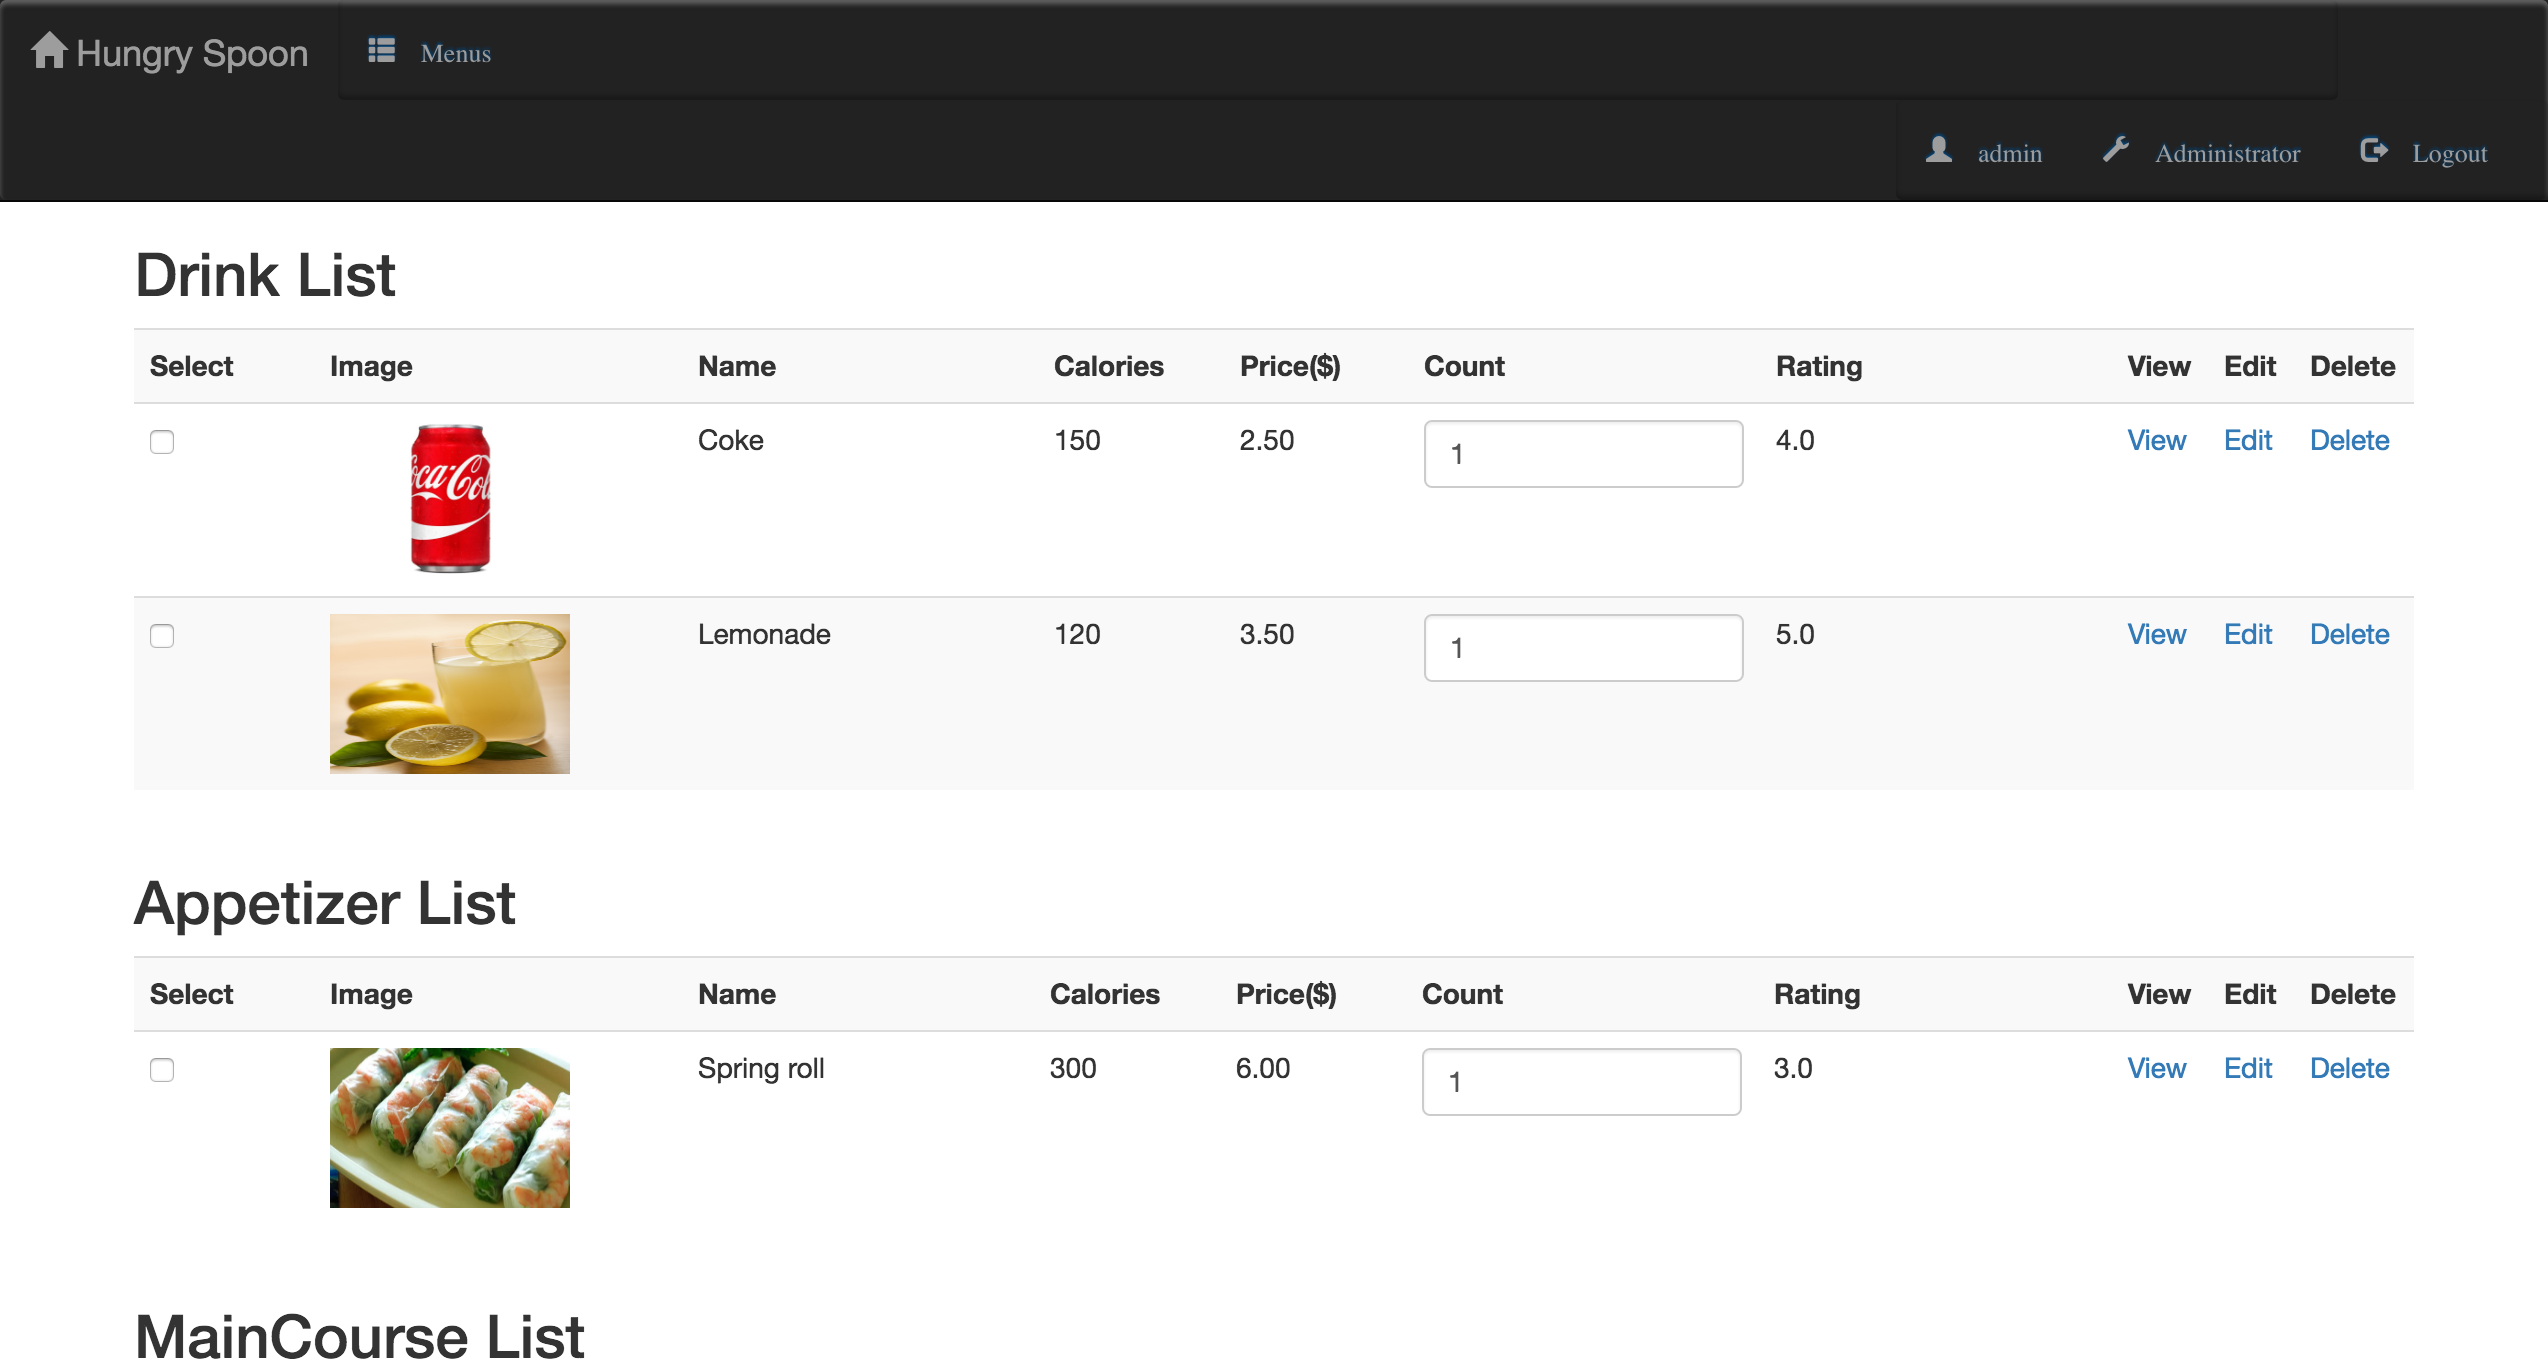 Hungry Spoon Menus
admin Administrator Logout
Drink List
Select Image Name Calories Price($) Count Rating View Edit Delete
Coke 150 2.50 1 4.0 View Edit Delete
Coca-Cola
Lemonade 120 3.50 1 5.0 View Edit Delete
Appetizer List
Select Image Name Calories Price($) Count Rating View Edit Delete
Spring roll 300 6.00 1 3.0 View Edit Delete
MainCourse List